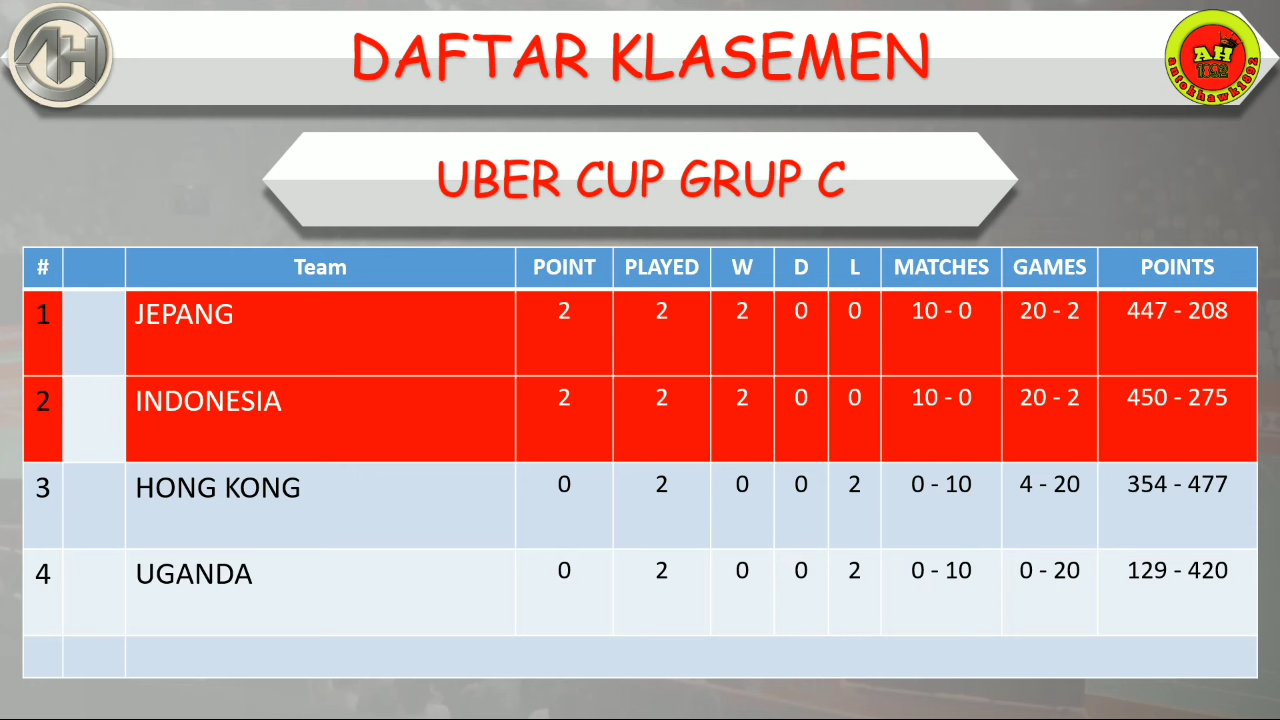 DAFTAR KLASEMEN
AH
AH
1092
antokhawk1092
UBER CUP GRUP C
# Team POINT PLAYED W D L MATCHES GAMES POINTS
1 JEPANG 2 2 2 0 0 10 - 0 20 - 2 447 - 208
2 INDONESIA 2 2 2 0 0 10 - 0 20 - 2 450 - 275
3 HONG KONG 0 2 0 0 2 0 - 10 4 - 20 354 - 477
4 UGANDA 0 2 0 0 2 0 - 10 0 - 20 129 - 420